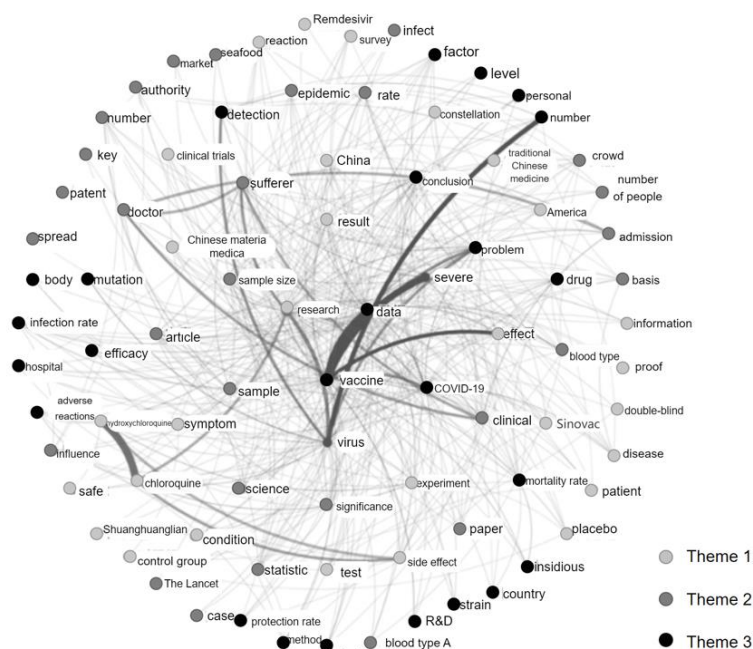 Remdesivir
reaction
survey
infect
seafood
market
factor
level
authority
epidemic
rate
personal
number
detection
constellation
number
key
clinical trials
China
traditional
Chinese
medicine
crowd
patent
sufferer
conclusion
number
of people
doctor
result
America
spread
Chinese materia
medica
problem
admission
body
mutation
sample size
severe
drug
basis
research
data
infection rate
article
effect
information
efficacy
blood type
hospital
vaccine
proof
sample
COVID-19
adverse
reactions
hydroxychloroquine
symptom
clinical
Sinovac
double-blind
influence
virus
disease
chloroquine
experiment
mortality rate
safe
science
patient
significance
Shuanghuanglian
condition
paper
placebo
control group
side effect
Theme 1
statistic
test
insidious
The Lancet
country
Theme 2
case
strain
protection rate
R&D
Theme 3
method
blood type A